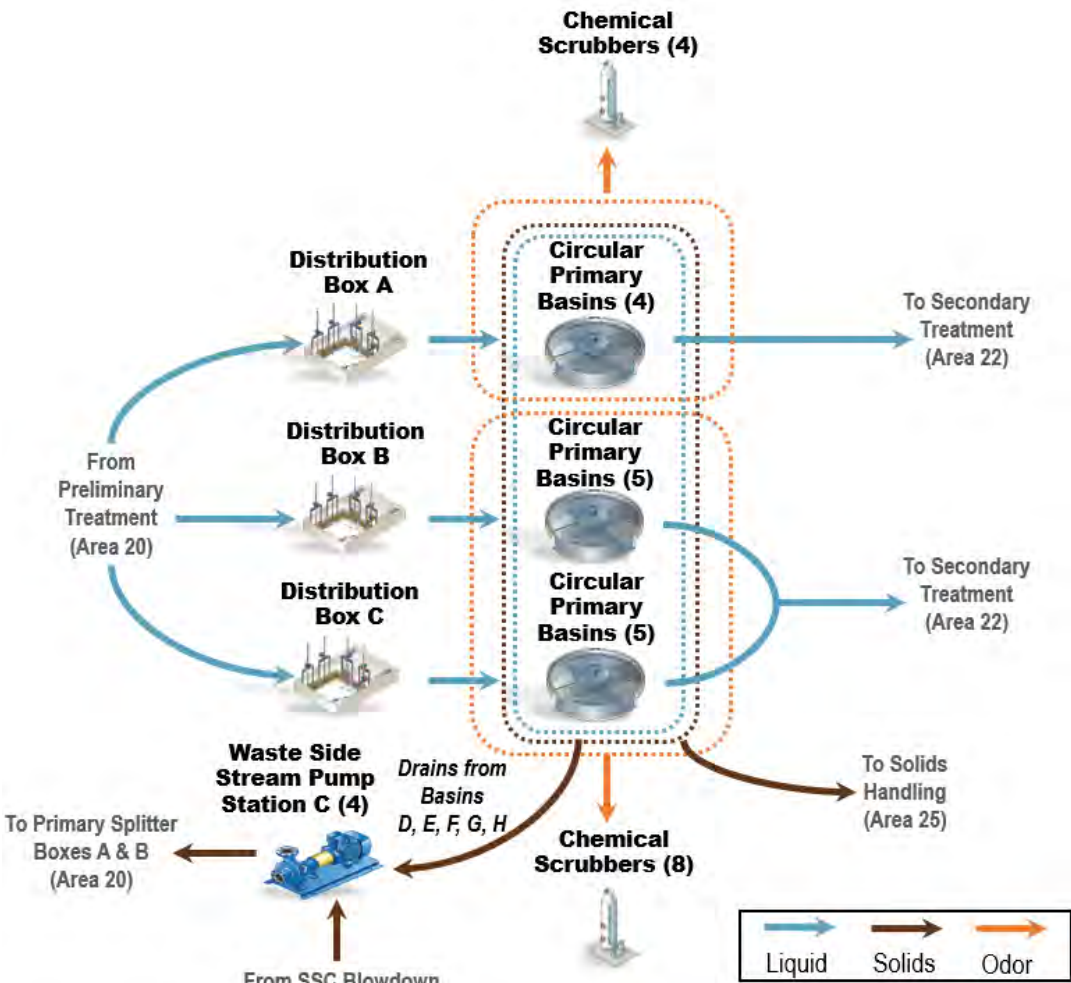 Chemical
Scrubbers (4)
Distribution
Box A
Circular
Primary
Basins (4)
To Secondary
Treatment
(Area 22)
Distribution
Box B
Circular
Primary
Basins (5)
From
Preliminary
Treatment
(Area 20)
Distribution
Box C
Circular
Primary
Basins (5)
To Secondary
Treatment
(Area 22)
Waste Side
Stream Pump
Station C (4)
Drains from
Basins
D, E, F, G, H
To Solids
Handling
(Area 25)
To Primary Splitter
Boxes A & B
(Area 20)
Chemical
Scrubbers (8)
From SSC Blowdown
Liquid
Solids
Odor